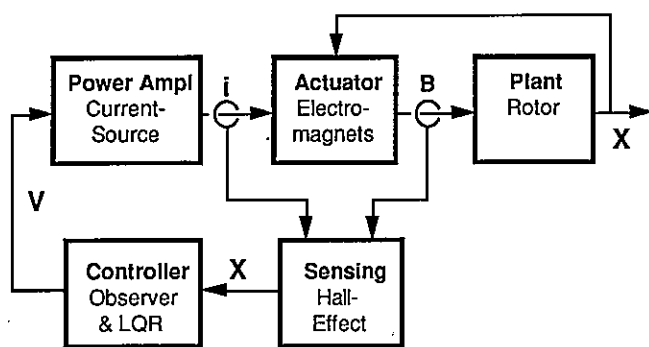 Power Ampl
Current-
Source
i
Actuator
Electro-
magnets
B
Plant
Rotor
X
V
Controller
Observer
& LQR
X
Sensing
Hall-
Effect